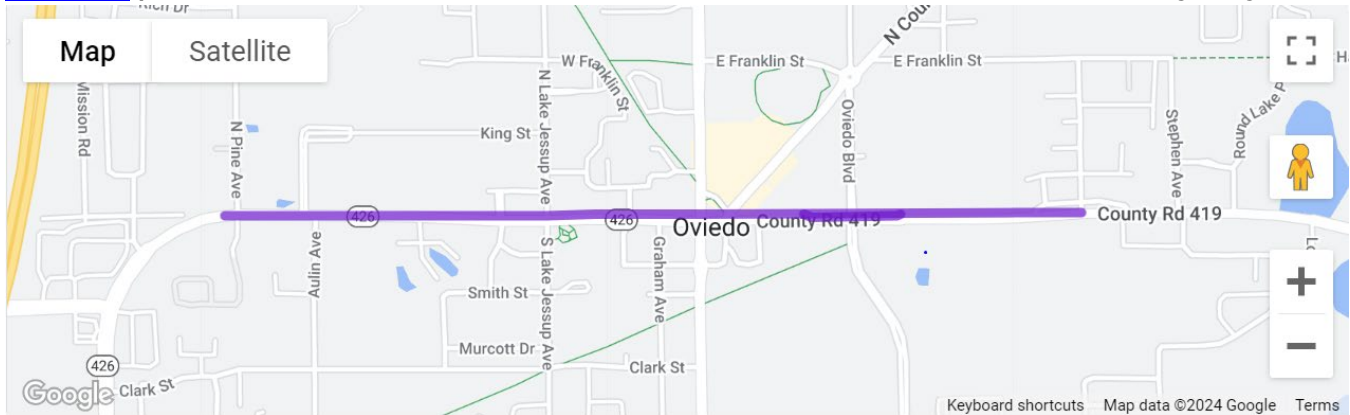 Rich Dr
Map
Satellite
Mission Rd
N Pine Ave
King St
N Lake Jessup Ave
W Franklin St
E Franklin St
N Cou
E Franklin St
Oviedo Blvd
Stephen Ave
Round Lake
Ha
426
426
Oviedo
County Rd 419
County Rd 419
Aulin Ave
S Lake Jessup Ave
Graham Ave
Smith St
Murcott Dr
Clark St
426
Clark St
Google
Keyboard shortcuts
Map data ©2024 Google
Terms